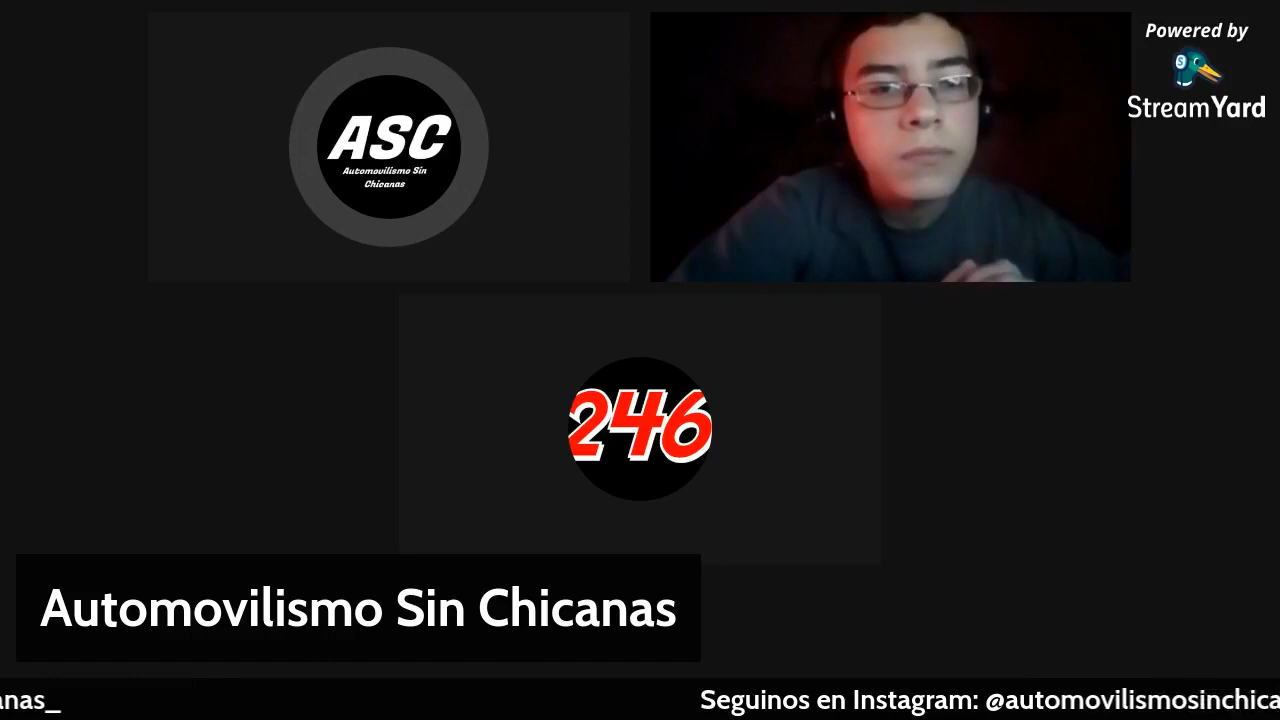 Powered by
StreamYard
ASC
Automovilismo Sin
Chicanas
246
Automovilismo Sin Chicanas
anas_
Seguinos en Instagram: @automovilismosinchica